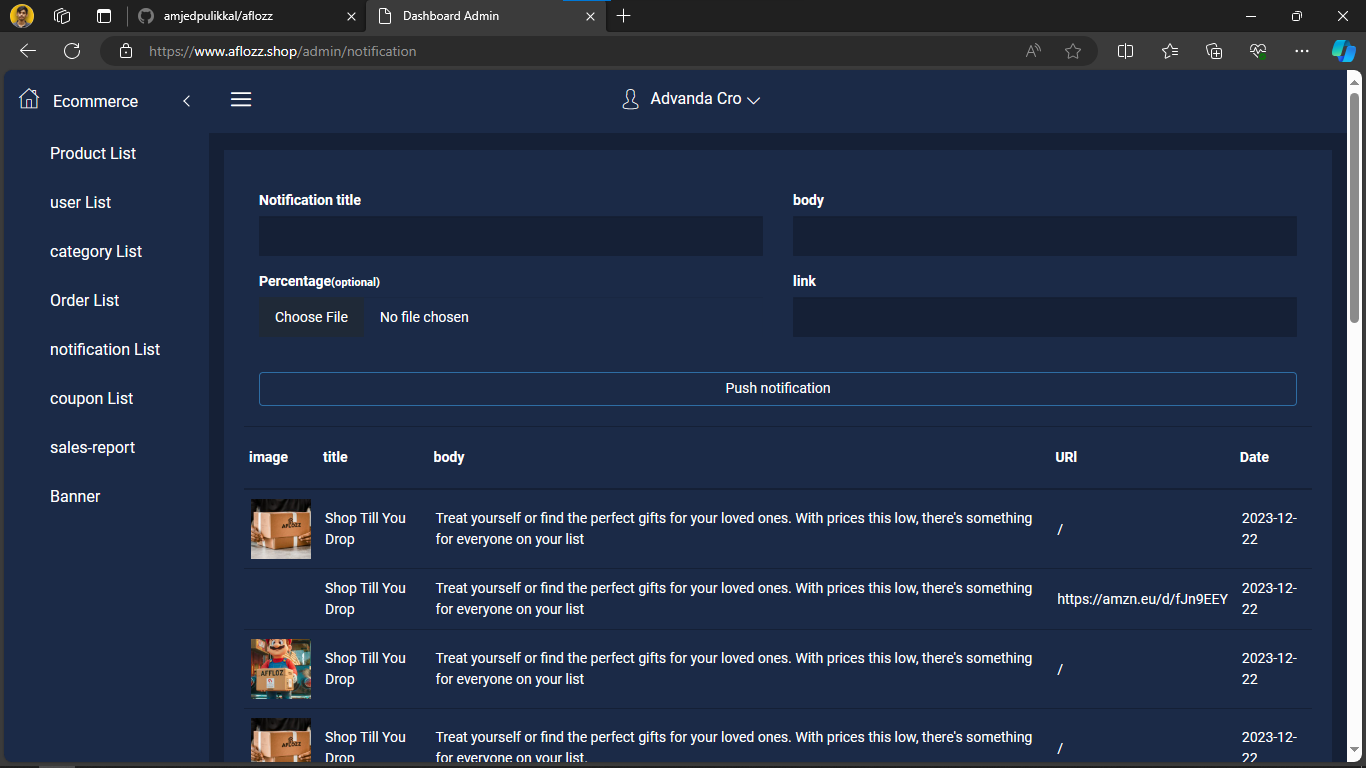 amjedpulikkal/aflozz
Dashboard Admin
https://www.aflozz.shop/admin/notification
Ecommerce
Advanda Cro
Product List
user List
category List
Order List
notification List
coupon List
sales-report
Banner
Notification title
body
Percentage(optional)
link
Choose File No file chosen
Push notification
image title body URl Date
AFLOZZ
Shop Till You
Drop
Treat yourself or find the perfect gifts for your loved ones. With prices this low, there's something
for everyone on your list
/
2023-12-
22
Shop Till You
Drop
Treat yourself or find the perfect gifts for your loved ones. With prices this low, there's something
for everyone on your list
https://amzn.eu/d/fJn9EEY
2023-12-
22
AFFLOZ
Shop Till You
Drop
Treat yourself or find the perfect gifts for your loved ones. With prices this low, there's something
for everyone on your list
/
2023-12-
22
AFLOZZ
Shop Till You
Drop
Treat yourself or find the perfect gifts for your loved ones. With prices this low, there's something
for everyone on your list.
/
2023-12-
22